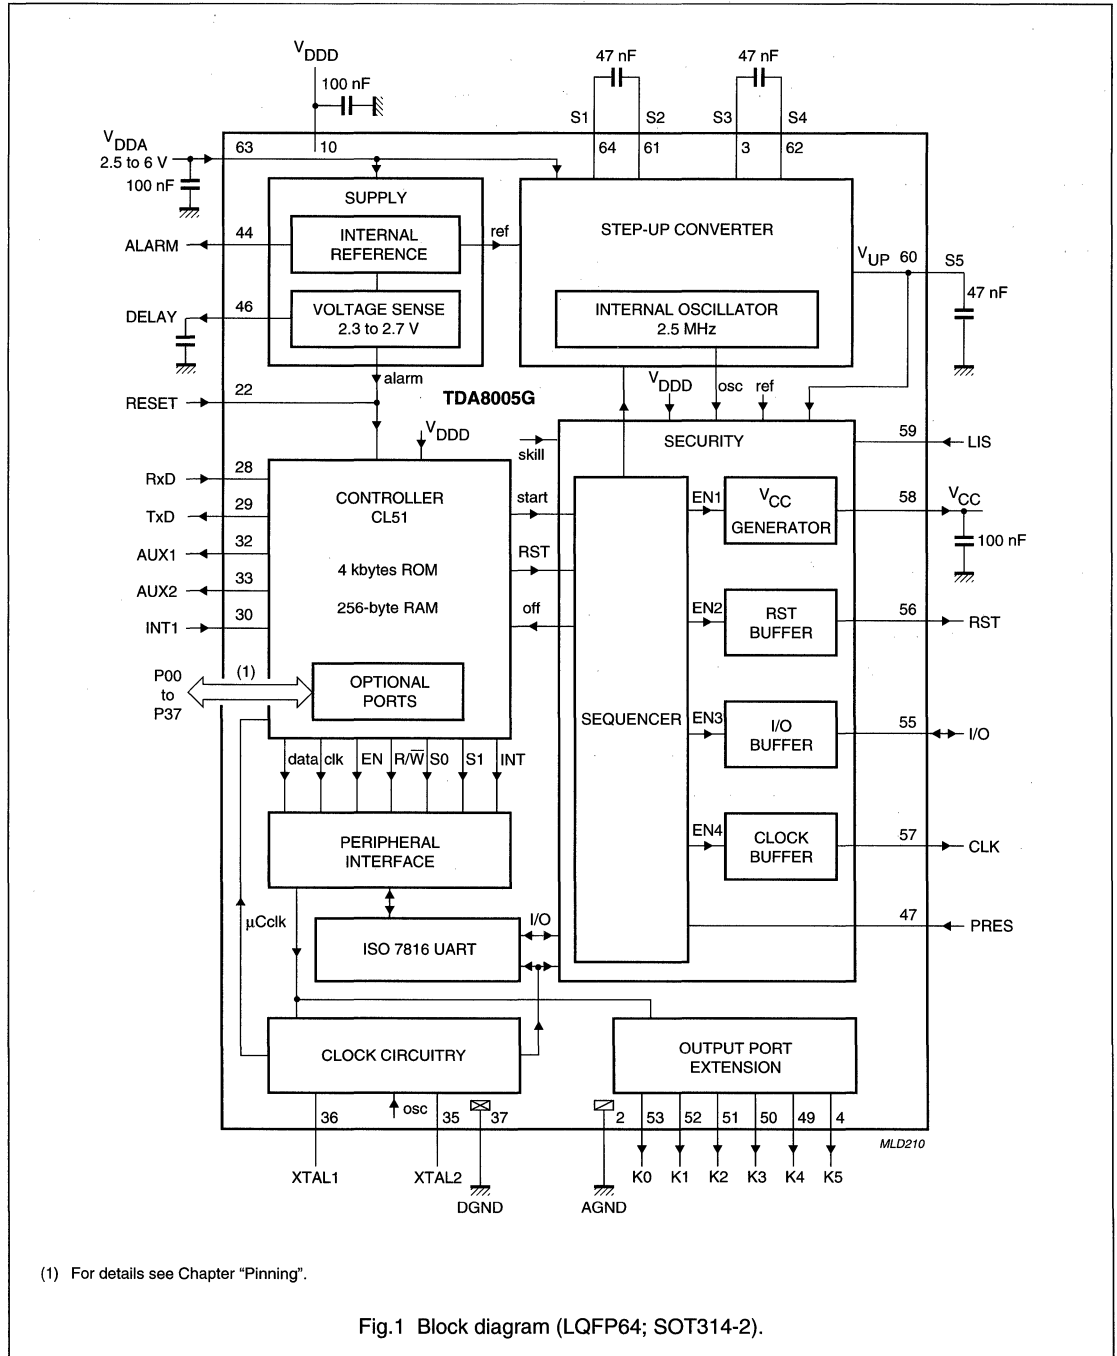 VDDD
100 nF
47 nF
47 nF
S1
S2
S3
S4
VDDA
2.5 to 6 V
63
10
64
61
3
62
100 nF
SUPPLY
INTERNAL
REFERENCE
ref
STEP-UP CONVERTER
ALARM
44
VUP
60
S5
47 nF
DELAY
46
VOLTAGE SENSE
2.3 to 2.7 V
INTERNAL OSCILLATOR
2.5 MHz
alarm
RESET
22
TDA8005G
VDDD
osc
ref
VDDD
skill
SECURITY
59
LIS
RxD
28
CONTROLLER
CL51
start
EN1
VCC
GENERATOR
58
VCC
100 nF
TxD
29
AUX1
32
4 kbytes ROM
RST
AUX2
33
256-byte RAM
off
EN2
RST
BUFFER
56
RST
INT1
30
P00
to
P37
(1)
OPTIONAL
PORTS
SEQUENCER
EN3
I/O
BUFFER
55
I/O
data
clk
EN
R/W̅
S0
S1
INT
PERIPHERAL
INTERFACE
EN4
CLOCK
BUFFER
57
CLK
μCclk
ISO 7816 UART
I/O
47
PRES
CLOCK CIRCUITRY
OUTPUT PORT
EXTENSION
36
osc
35
37
2
53
52
51
50
49
4
MLD210
XTAL1
XTAL2
DGND
AGND
K0
K1
K2
K3
K4
K5
(1) For details see Chapter “Pinning”.
Fig.1 Block diagram (LQFP64; SOT314-2).